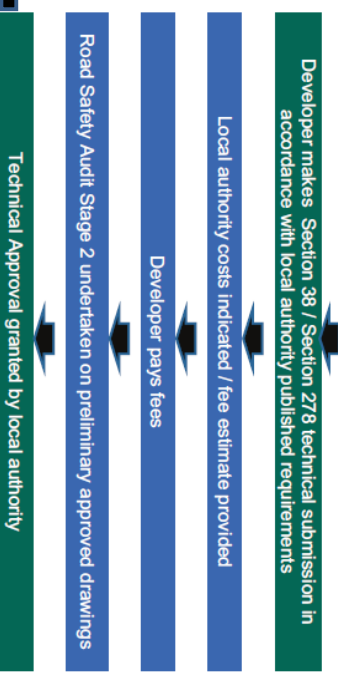 Developer makes Section 38 / Section 278 technical submission in
accordance with local authority published requirements
Local authority costs indicated / fee estimate provided
Developer pays fees
Road Safety Audit Stage 2 undertaken on preliminary approved drawings
Technical Approval granted by local authority